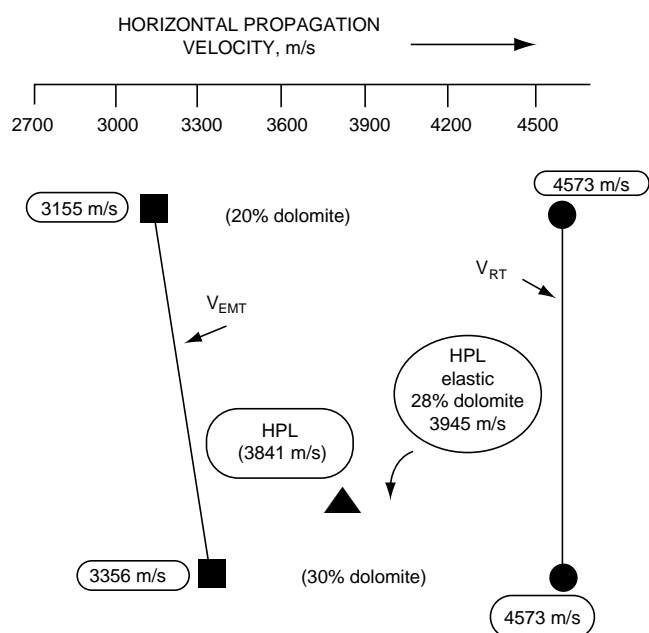 HORIZONTAL PROPAGATION
VELOCITY, m/s
2700 3000 3300 3600 3900 4200 4500
4573 m/s
3155 m/s
(20% dolomite)
V_RT
V_EMT
HPL
elastic
28% dolomite
3945 m/s
HPL
(3841 m/s)
3356 m/s
(30% dolomite)
4573 m/s